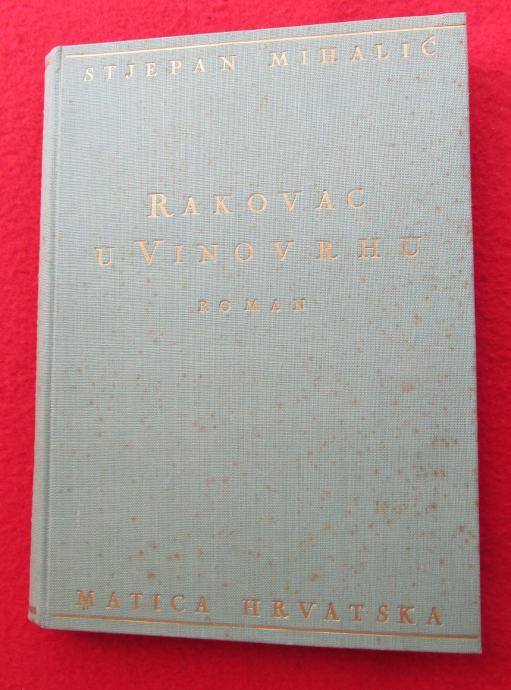 STJEPAN MIHALIĆ
RAKOVAC
U VINOVRHU
ROMAN
MATICA HRVATSKA